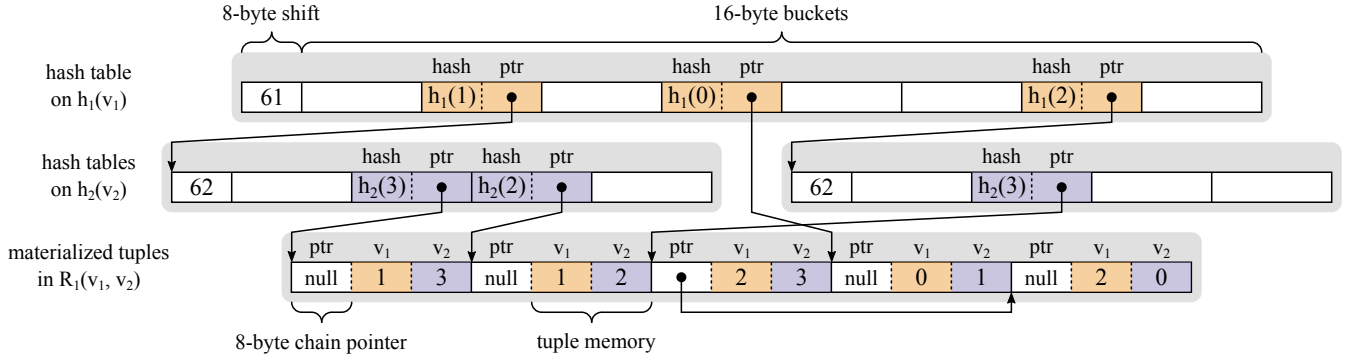 8-byte shift 16-byte buckets
hash ptr hash ptr hash ptr
hash table
on h₁(v₁)
61 h₁(1) h₁(0) h₁(2)
hash tables
on h₂(v₂)
hash ptr hash ptr hash ptr
62 h₂(3) h₂(2) 62 h₂(3)
materialized tuples
in R₁(v₁, v₂)
ptr v₁ v₂ ptr v₁ v₂ ptr v₁ v₂ ptr v₁ v₂ ptr v₁ v₂
null 1 3 null 1 2 2 3 null 0 1 null 2 0
8-byte chain pointer tuple memory